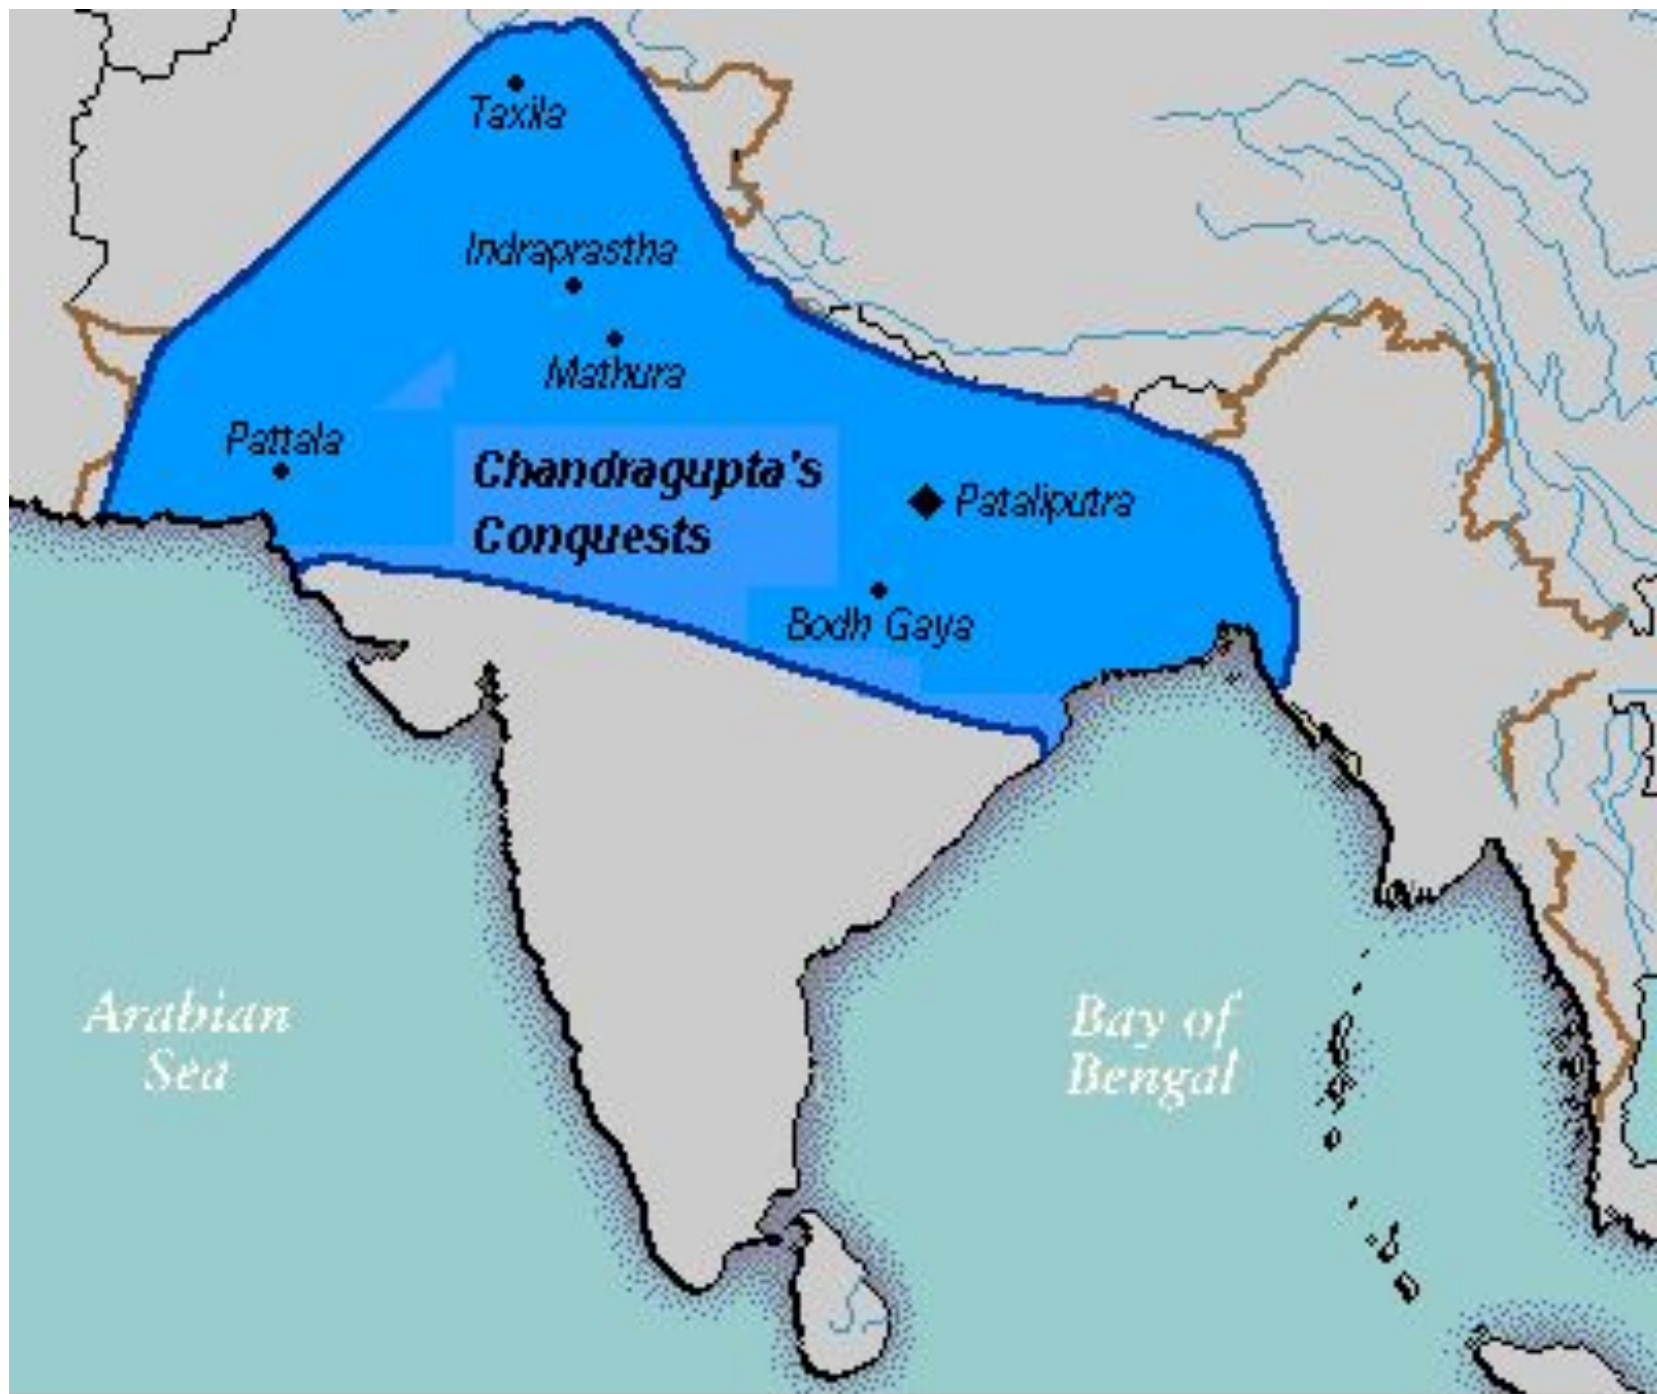 Taxila
Indraprastha
Mathura
Pattala
Chandragupta's
Conquests
Pataliputra
Bodh Gaya
Arabian
Sea
Bay of
Bengal